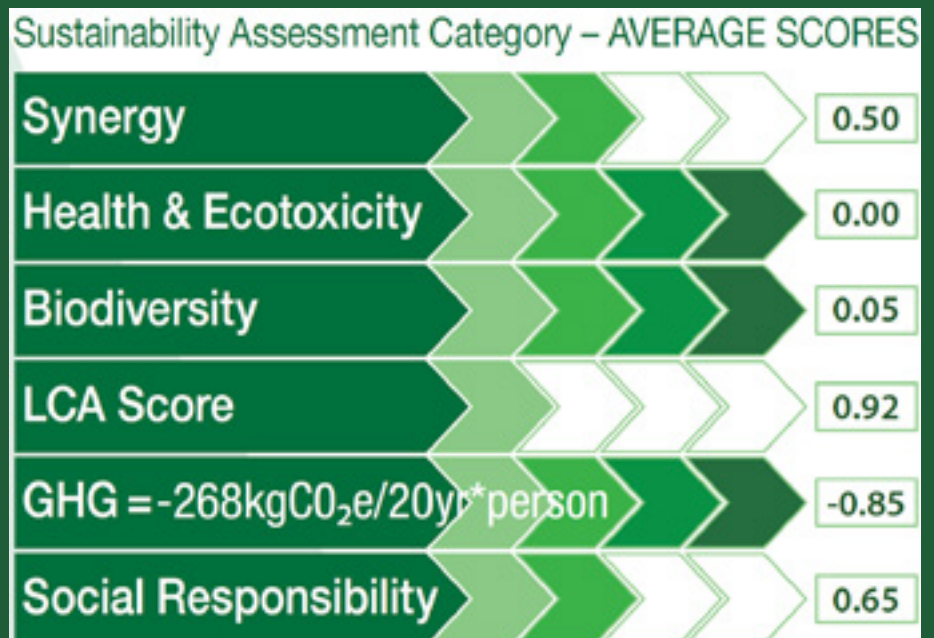 Sustainability Assessment Category – AVERAGE SCORES
Synergy 0.50
Health & Ecotoxicity 0.00
Biodiversity 0.05
LCA Score 0.92
GHG = -268kgC0₂e/20yr*person -0.85
Social Responsibility 0.65